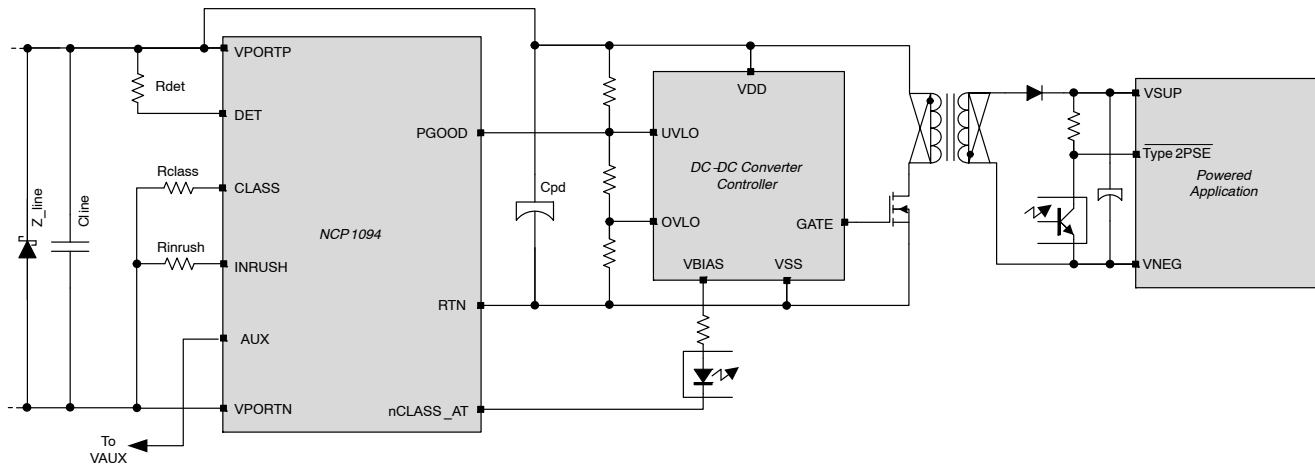 VPORTP
Rdet
DET
Rclass
CLASS
Z_line
Cline
Rinrush
INRUSH
AUX
VPORTN
To
VAUX
NCP1094
PGOOD
RTN
nCLASS_AT
Cpd
VDD
UVLO
DC-DC Converter
Controller
OVLO
GATE
VBIAS
VSS
VSUP
Type 2PSE
Powered
Application
VNEG